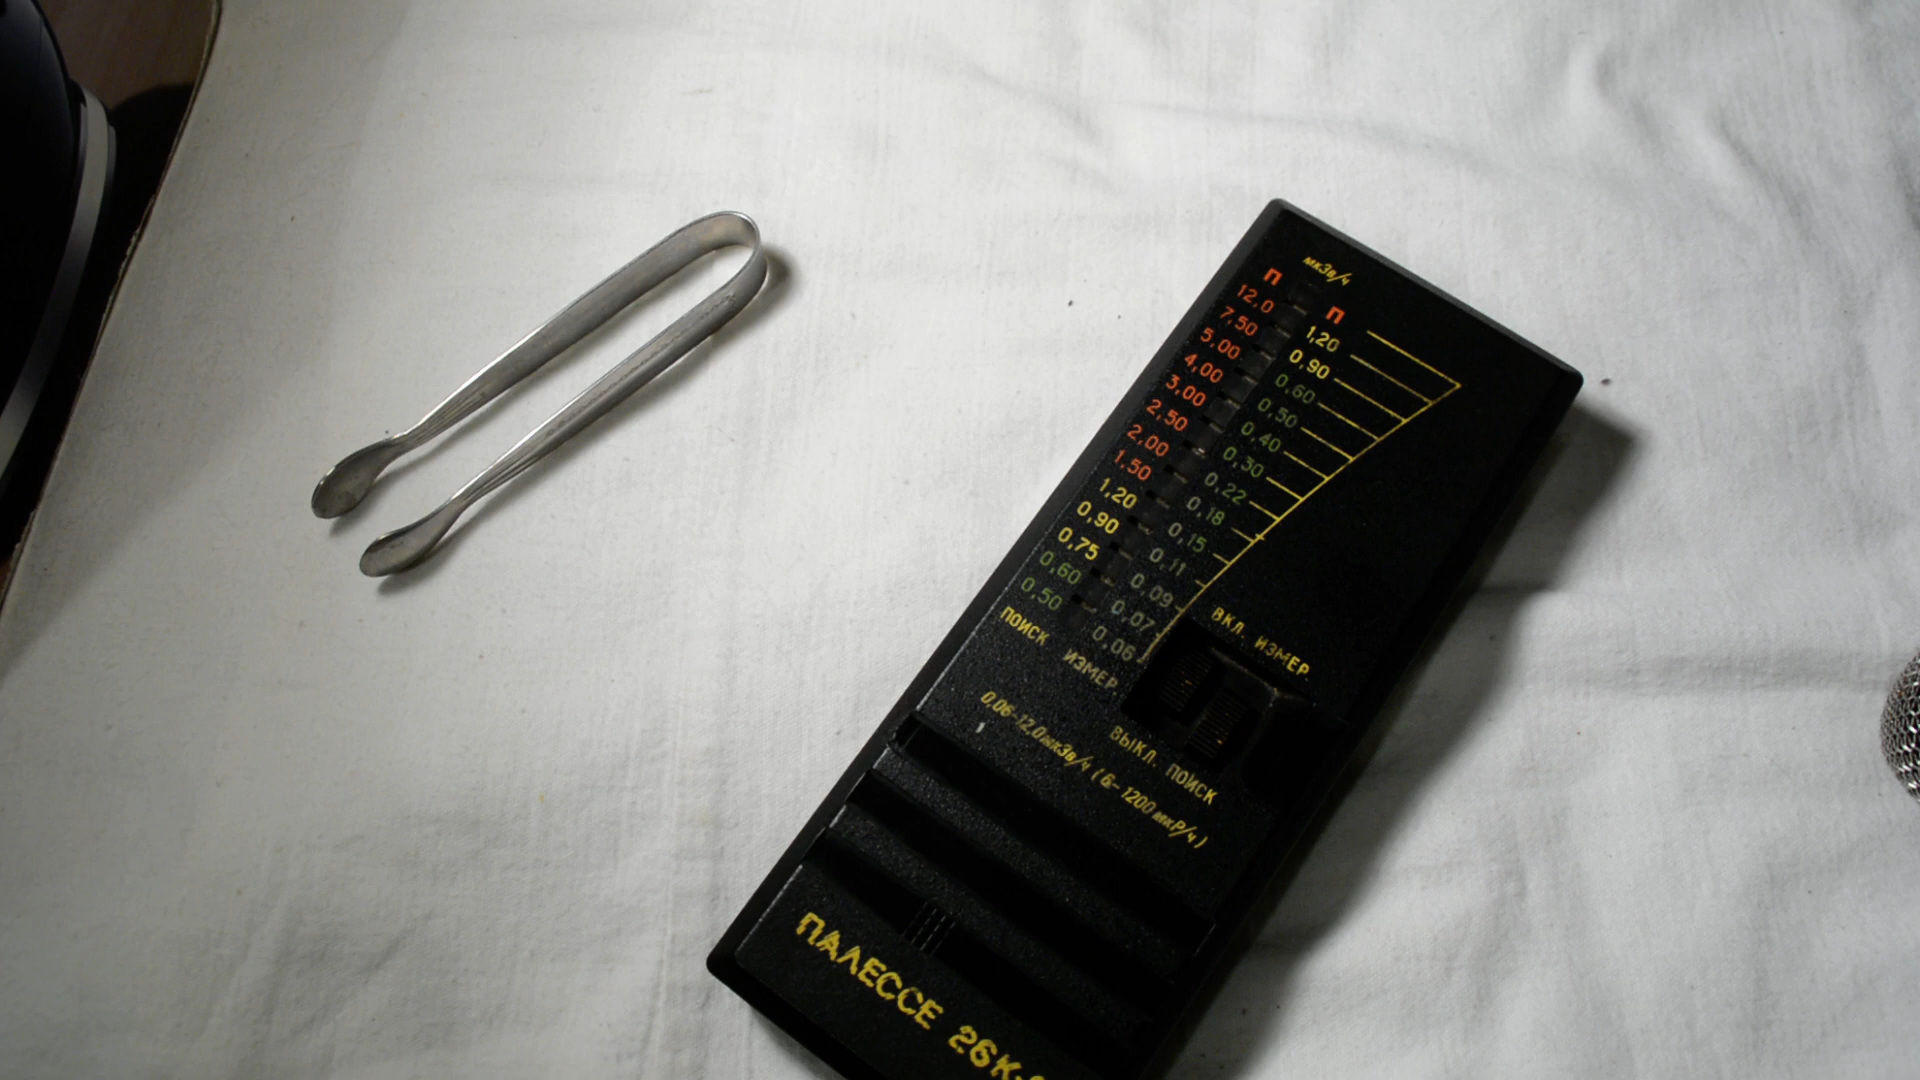 мкЗв/ч
П
12,0
7,50
5,00
4,00
3,00
2,50
2,00
1,50
1,20
0,90
0,75
0,60
0,50
ПОИСК
П
1,20
0,90
0,60
0,50
0,40
0,30
0,22
0,18
0,15
0,11
0,09
0,07
0,06
ИЗМЕР.
ВКЛ. ИЗМЕР.
ВЫКЛ. ПОИСК
0,06-12,0 мкЗв/ч (6-1200 мкР/ч)
ПАЛЕССЕ 26К